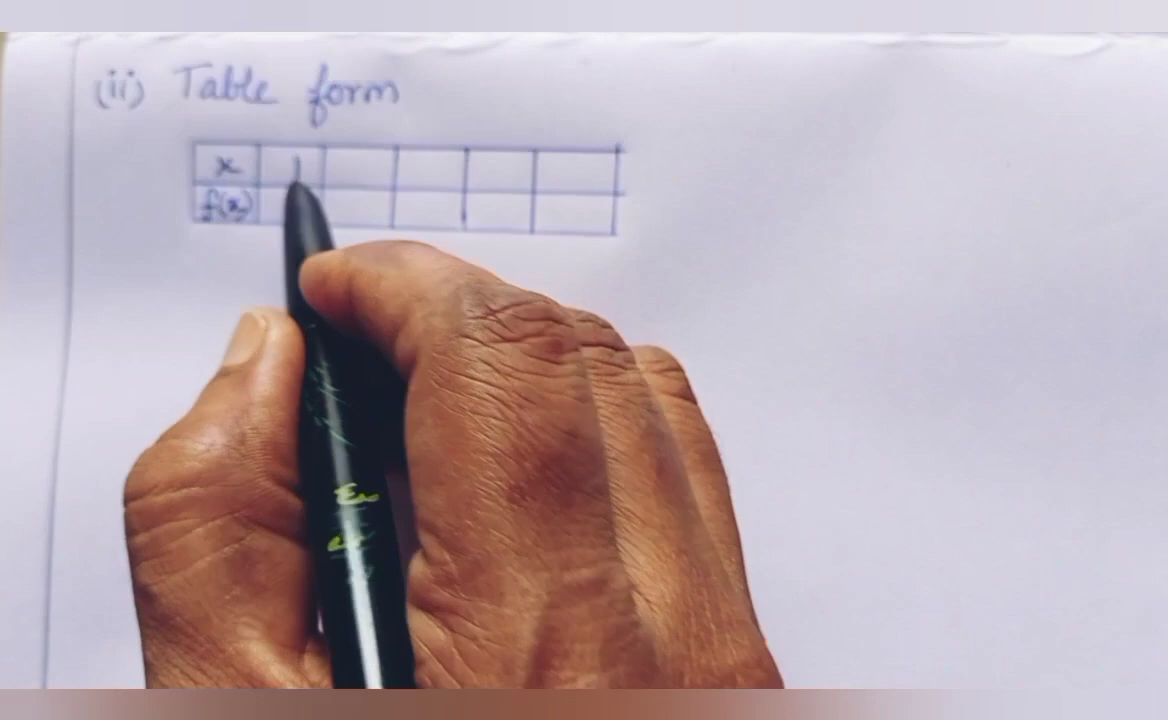 (ii) Table form
x 1
f(x)